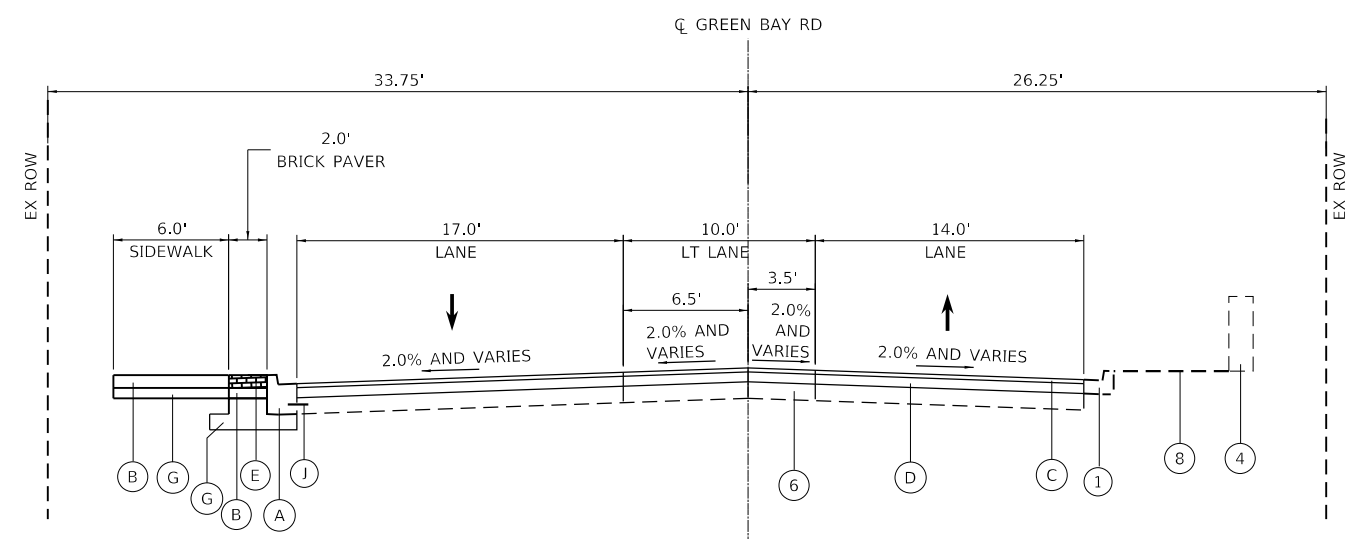 ℄ GREEN BAY RD
33.75'
26.25'
2.0'
BRICK PAVER
EX ROW
EX ROW
6.0'
SIDEWALK
17.0'
LANE
10.0'
LT LANE
14.0'
LANE
6.5'
3.5'
2.0% AND VARIES
2.0% AND
VARIES
2.0%
AND
VARIES
2.0% AND VARIES
B
G
G
B
E
A
J
6
D
C
1
8
4